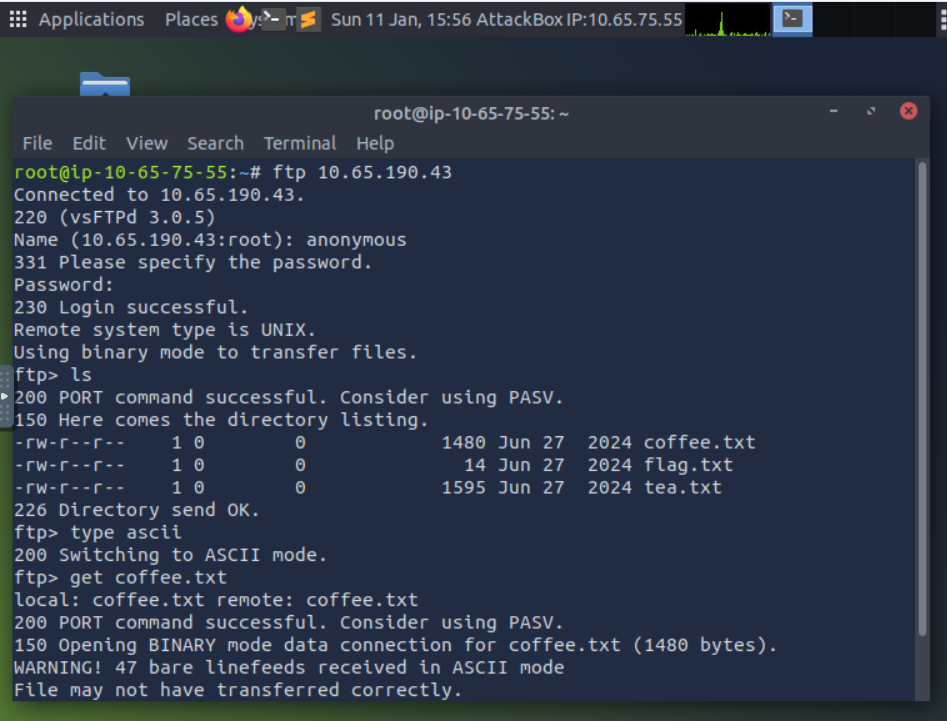 Applications Places Sun 11 Jan, 15:56 AttackBox IP:10.65.75.55
root@ip-10-65-75-55: ~
File Edit View Search Terminal Help
root@ip-10-65-75-55:~# ftp 10.65.190.43
Connected to 10.65.190.43.
220 (vsFTPd 3.0.5)
Name (10.65.190.43:root): anonymous
331 Please specify the password.
Password:
230 Login successful.
Remote system type is UNIX.
Using binary mode to transfer files.
ftp> ls
200 PORT command successful. Consider using PASV.
150 Here comes the directory listing.
-rw-r--r--    1 0        0            1480 Jun 27  2024 coffee.txt
-rw-r--r--    1 0        0              14 Jun 27  2024 flag.txt
-rw-r--r--    1 0        0            1595 Jun 27  2024 tea.txt
226 Directory send OK.
ftp> type ascii
200 Switching to ASCII mode.
ftp> get coffee.txt
local: coffee.txt remote: coffee.txt
200 PORT command successful. Consider using PASV.
150 Opening BINARY mode data connection for coffee.txt (1480 bytes).
WARNING! 47 bare linefeeds received in ASCII mode
File may not have transferred correctly.